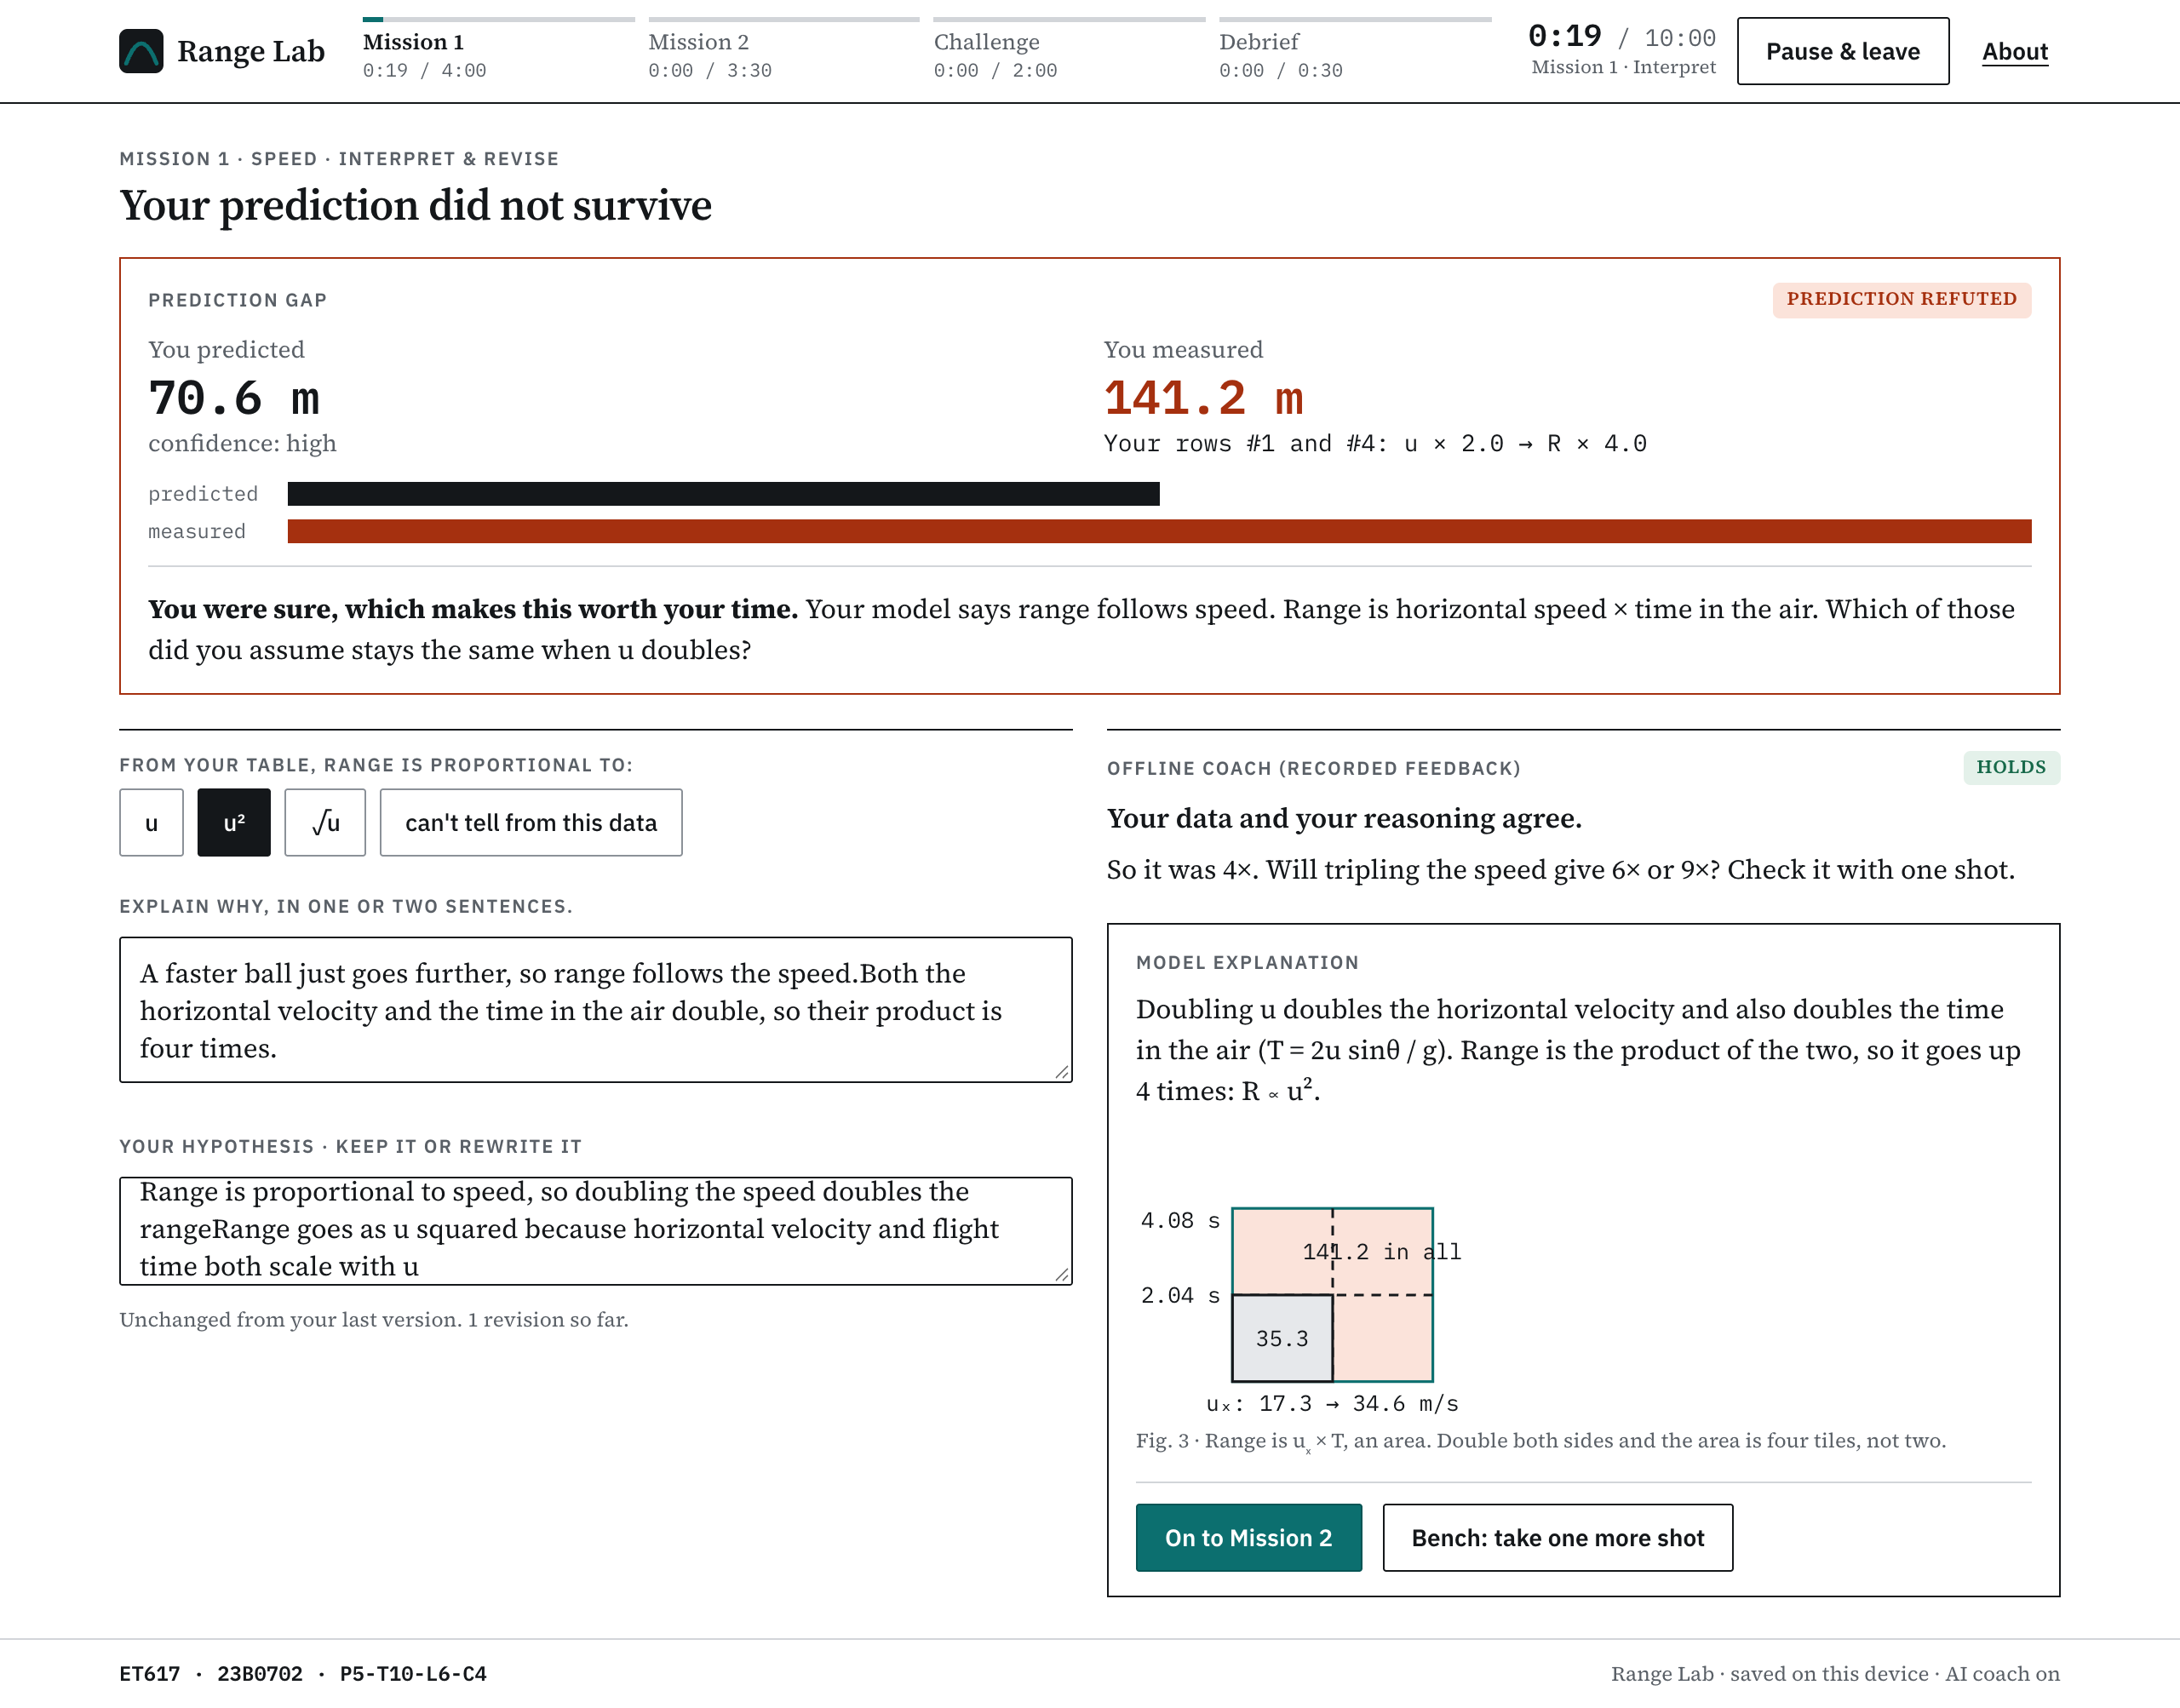 Range Lab
Mission 1
0:19 / 4:00
Mission 2
0:00 / 3:30
Challenge
0:00 / 2:00
Debrief
0:00 / 0:30
0:19 / 10:00
Mission 1 · Interpret
Pause & leave
About
MISSION 1 · SPEED · INTERPRET & REVISE
Your prediction did not survive
PREDICTION GAP
PREDICTION REFUTED
You predicted
70.6 m
confidence: high
You measured
141.2 m
Your rows #1 and #4: u × 2.0 → R × 4.0
predicted
measured
You were sure, which makes this worth your time. Your model says range follows speed. Range is horizontal speed × time in the air. Which of those
did you assume stays the same when u doubles?
FROM YOUR TABLE, RANGE IS PROPORTIONAL TO:
u
u²
√u
can't tell from this data
EXPLAIN WHY, IN ONE OR TWO SENTENCES.
A faster ball just goes further, so range follows the speed.Both the
horizontal velocity and the time in the air double, so their product is
four times.
YOUR HYPOTHESIS · KEEP IT OR REWRITE IT
Range is proportional to speed, so doubling the speed doubles the
rangeRange goes as u squared because horizontal velocity and flight
time both scale with u
Unchanged from your last version. 1 revision so far.
OFFLINE COACH (RECORDED FEEDBACK)
HOLDS
Your data and your reasoning agree.
So it was 4×. Will tripling the speed give 6× or 9×? Check it with one shot.
MODEL EXPLANATION
Doubling u doubles the horizontal velocity and also doubles the time
in the air (T = 2u sinθ / g). Range is the product of the two, so it goes up
4 times: R ∝ u².
4.08 s
141.2 in all
2.04 s
35.3
uₓ: 17.3 → 34.6 m/s
Fig. 3 · Range is uₓ × T, an area. Double both sides and the area is four tiles, not two.
On to Mission 2
Bench: take one more shot
ET617 · 23B0702 · P5-T10-L6-C4
Range Lab · saved on this device · AI coach on